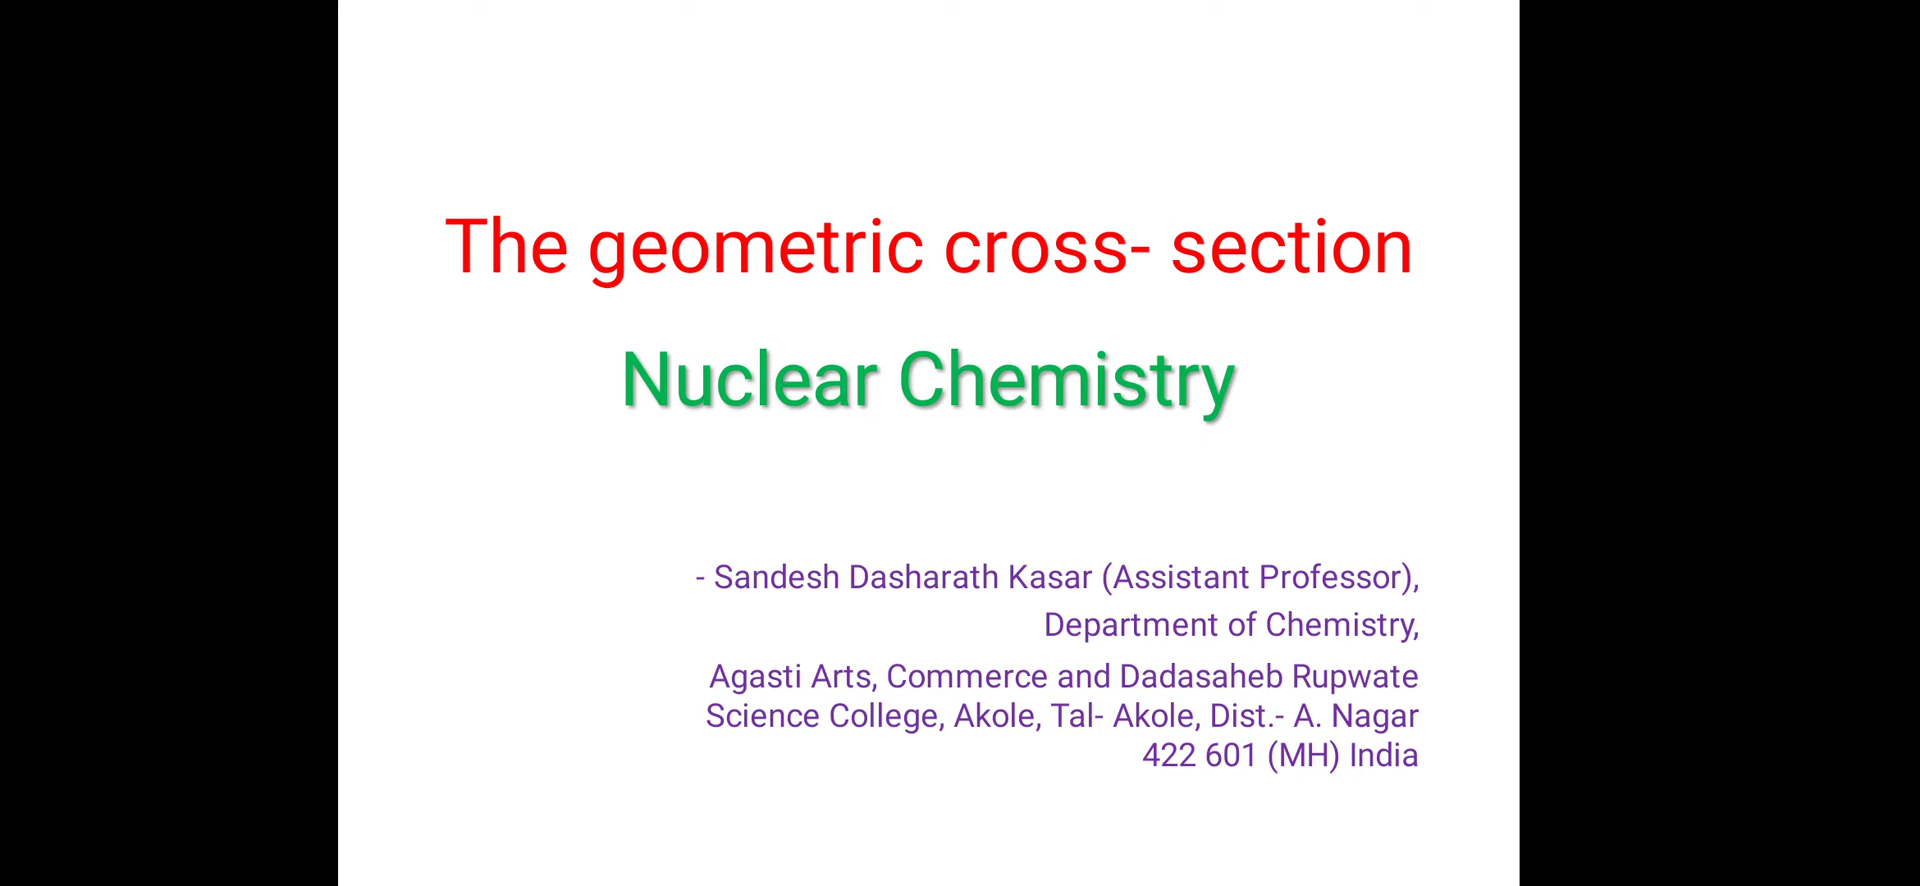 The geometric cross- section
Nuclear Chemistry
- Sandesh Dasharath Kasar (Assistant Professor),
Department of Chemistry,
Agasti Arts, Commerce and Dadasaheb Rupwate
Science College, Akole, Tal- Akole, Dist.- A. Nagar
422 601 (MH) India